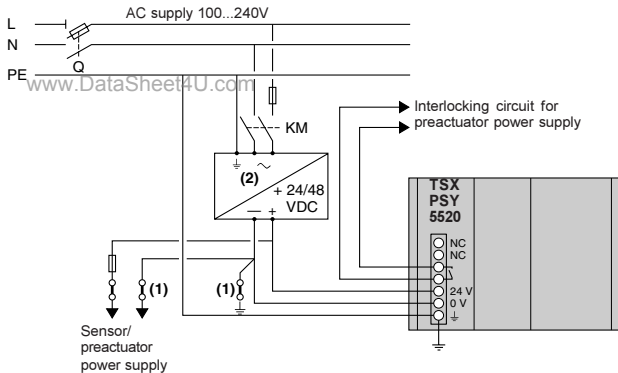 AC supply 100...240V
L
N
Q
PE
www.DataSheet4U.com
Interlocking circuit for
preactuator power supply
KM
(2)
+ 24/48
VDC
— +
TSX
PSY
5520
NC
NC
24 V
0 V
(1)
(1)
Sensor/
preactuator
power supply